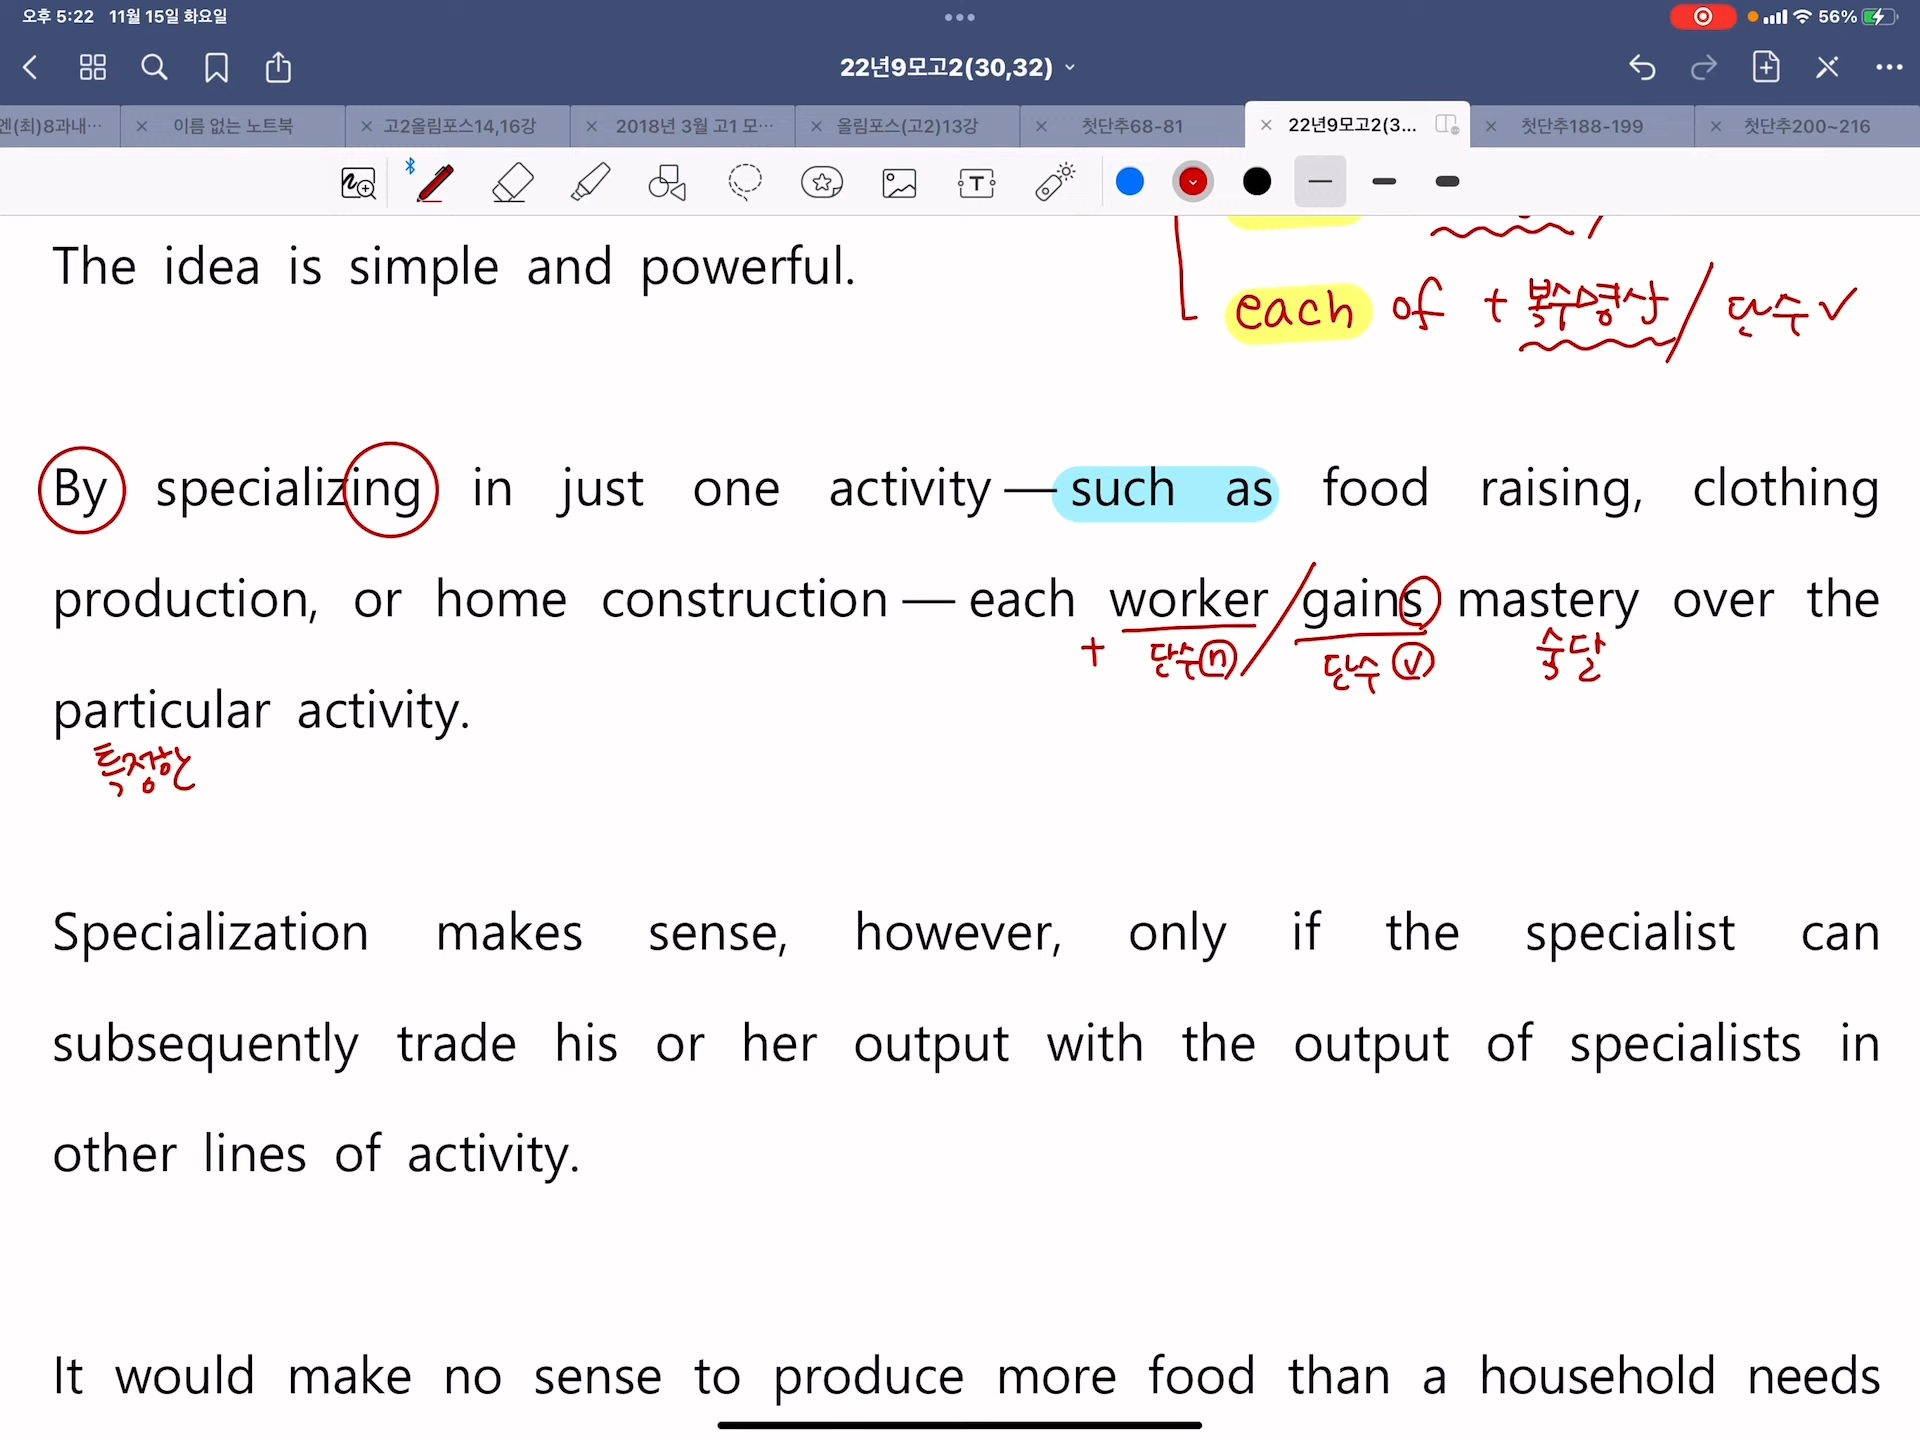 오후 5:22 11월 15일 화요일
56%
22년9모고2(30,32)
엔(최)8과내…
이름 없는 노트북
고2올림포스14,16강
2018년 3월 고1 모…
올림포스(고2)13강
첫단추68-81
22년9모고2(3...
첫단추188-199
첫단추200~216
The idea is simple and powerful.
each of + 복수명사 / 단수 v
By specializing in just one activity — such as food raising, clothing
production, or home construction — each worker / gains mastery over the
+ 단수 n / 단수 v 숙달
particular activity.
특정한
Specialization makes sense, however, only if the specialist can
subsequently trade his or her output with the output of specialists in
other lines of activity.
It would make no sense to produce more food than a household needs